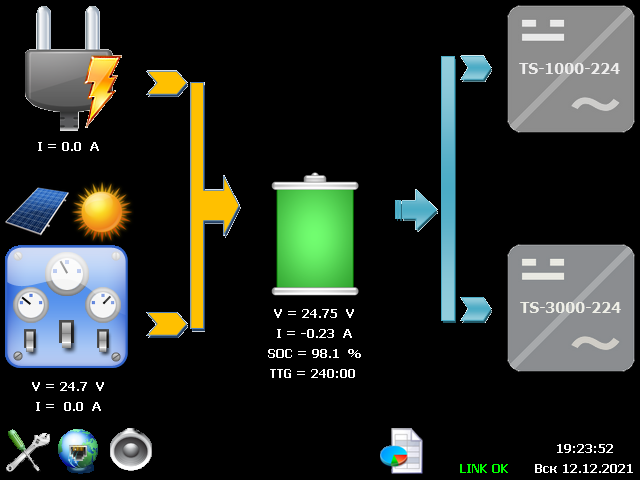 TS-1000-224
I = 0.0 A
TS-3000-224
V = 24.75 V
I = -0.23 A
SOC = 98.1 %
TTG = 240:00
V = 24.7 V
I = 0.0 A
19:23:52
LINK OK
Вск 12.12.2021